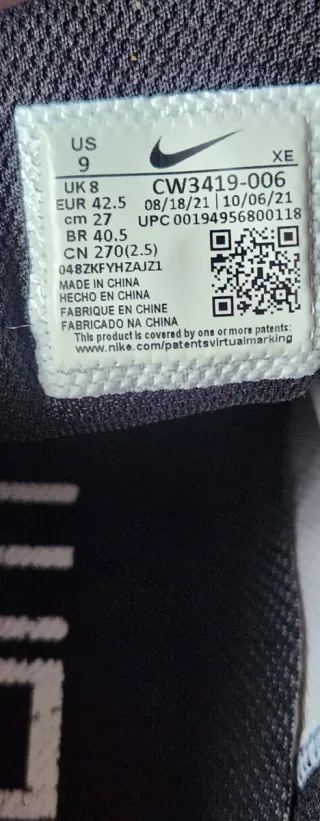 US
9
XE
UK 8 CW3419-006
EUR 42.5 08/18/21 | 10/06/21
cm 27 UPC 00194956800118
BR 40.5
CN 270(2.5)
048ZKFYHZAJZ1
MADE IN CHINA
HECHO EN CHINA
FABRIQUE EN CHINE
FABRICADO NA CHINA
This product is covered by one or more patents:
www.nike.com/patentsvirtualmarking